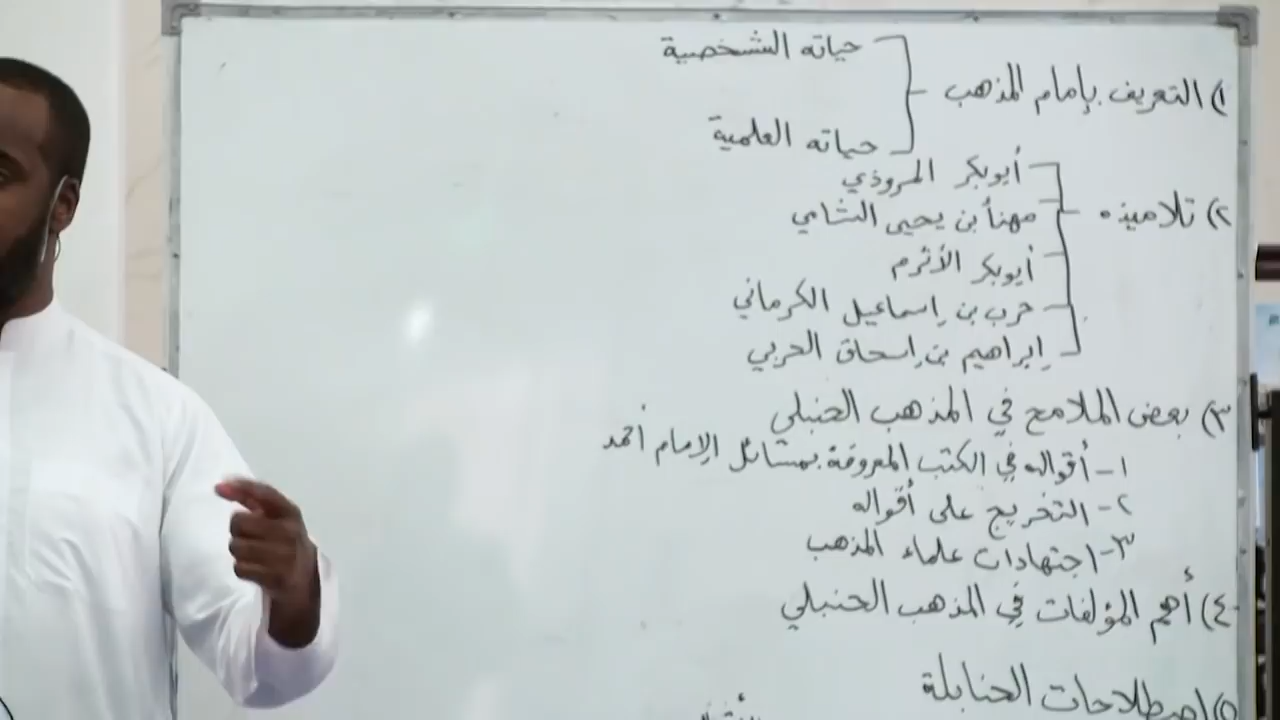 ١) التعريف بإمام المذهب
حياته الشخصية
حياته العلمية
٢) تلاميذه
أبو بكر المروذي
مهنأ بن يحيى الشامي
أبو بكر الأثرم
حرب بن إسماعيل الكرماني
إبراهيم بن إسحاق الحربي
٣) بعض الملامح في المذهب الحنبلي
١- أقواله في الكتب المعروفة بمسائل الإمام أحمد
٢- التخريج على أقواله
٣- اجتهادات علماء المذهب
٤) أهم المؤلفات في المذهب الحنبلي
٥) اصطلاحات الحنابلة